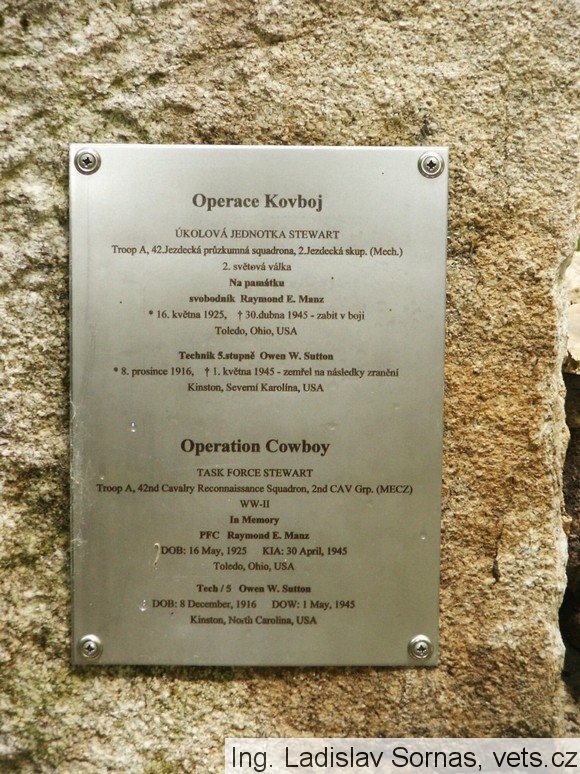 Operace Kovboj
ÚKOLOVÁ JEDNOTKA STEWART
Troop A, 42.Jezdecká průzkumná squadrona, 2.Jezdecká skup. (Mech.)
2. světová válka
Na památku
svobodník Raymond E. Manz
* 16. května 1925, † 30.dubna 1945 - zabit v boji
Toledo, Ohio, USA
Technik 5.stupně Owen W. Sutton
* 8. prosince 1916, † 1. května 1945 - zemřel na následky zranění
Kinston, Severní Karolína, USA
Operation Cowboy
TASK FORCE STEWART
Troop A, 42nd Cavalry Reconnaissance Squadron, 2nd CAV Grp. (MECZ)
WW-II
In Memory
PFC Raymond E. Manz
DOB: 16 May, 1925 KIA: 30 April, 1945
Toledo, Ohio, USA
Tech / 5 Owen W. Sutton
DOB: 8 December, 1916 DOW: 1 May, 1945
Kinston, North Carolina, USA
Ing. Ladislav Sornas, vets.cz